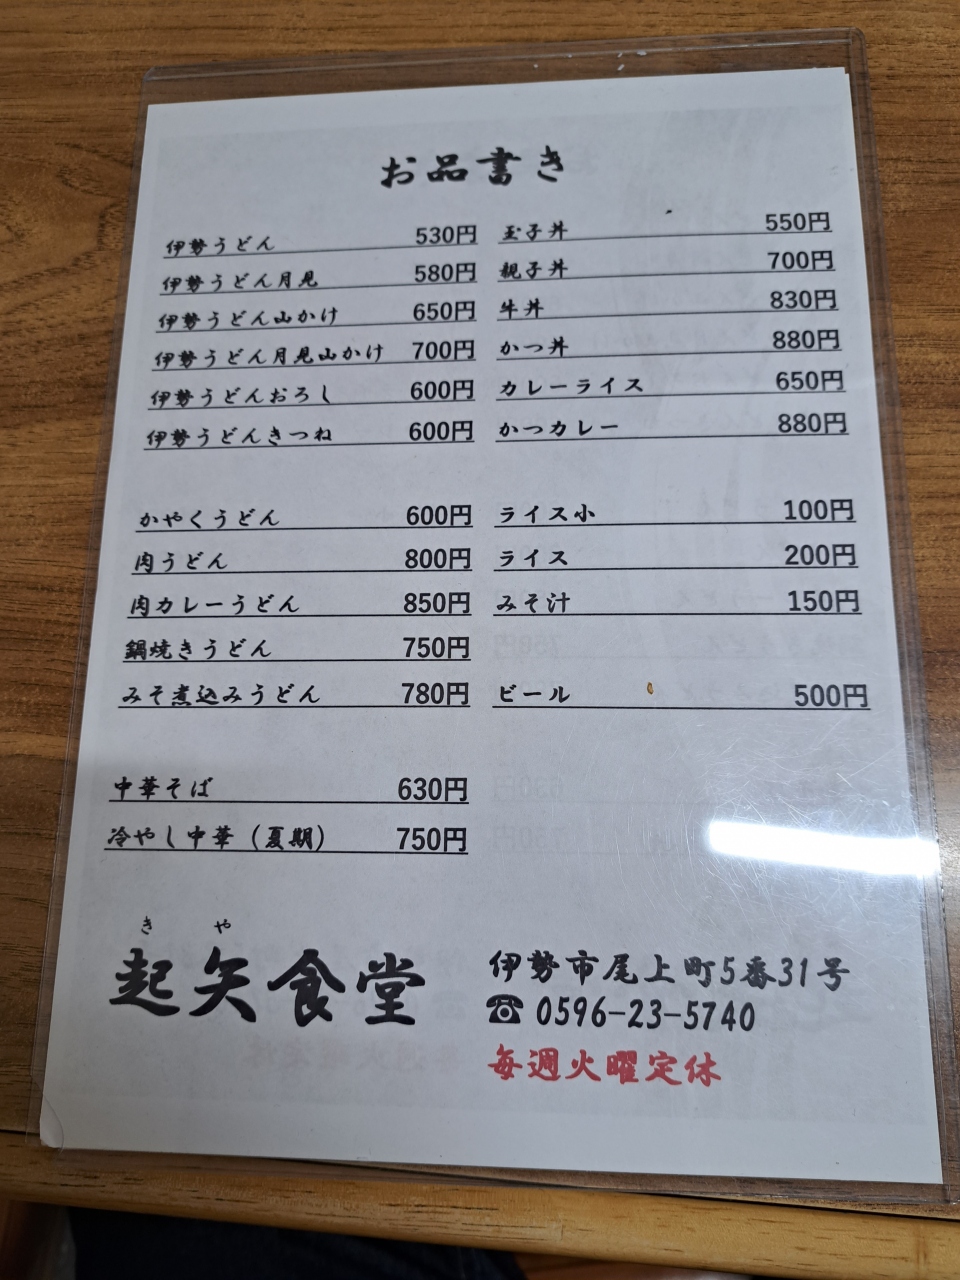 お品書き
伊勢うどん 530円
伊勢うどん月見 580円
伊勢うどん山かけ 650円
伊勢うどん月見山かけ 700円
伊勢うどんおろし 600円
伊勢うどんきつね 600円
かやくうどん 600円
肉うどん 800円
肉カレーうどん 850円
鍋焼きうどん 750円
みそ煮込みうどん 780円
中華そば 630円
冷やし中華（夏期） 750円
玉子丼 550円
親子丼 700円
牛丼 830円
かつ丼 880円
カレーライス 650円
かつカレー 880円
ライス小 100円
ライス 200円
みそ汁 150円
ビール 500円
きや
起矢食堂
伊勢市尾上町5番31号
☎0596-23-5740
毎週火曜定休